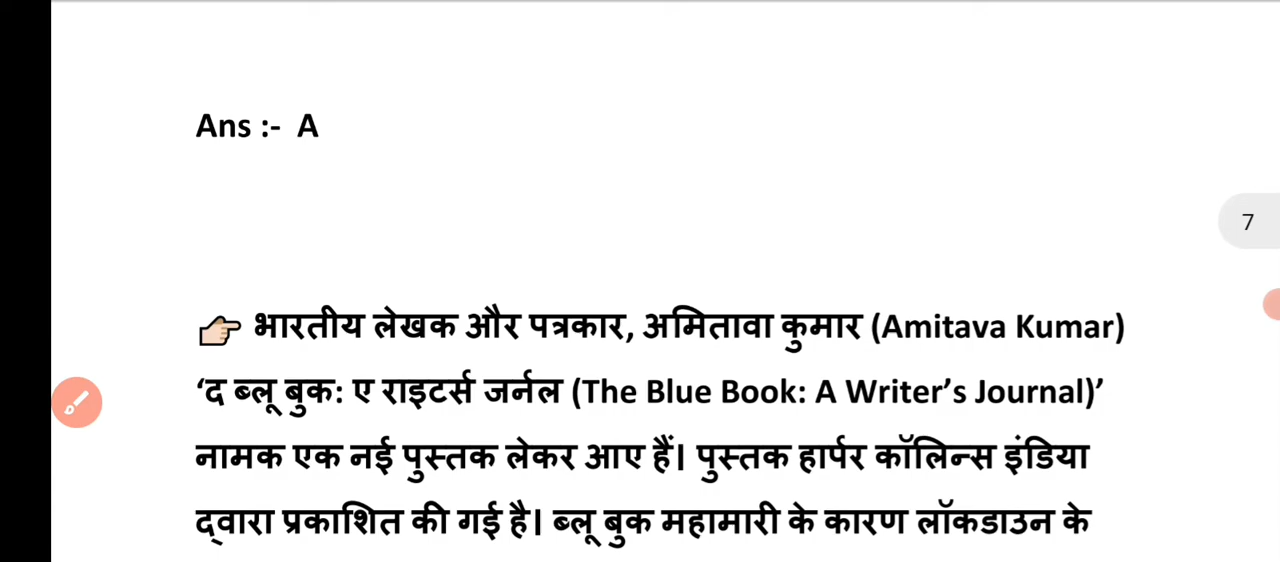 Ans :- A
7
👉 भारतीय लेखक और पत्रकार, अमितावा कुमार (Amitava Kumar)
‘द ब्लू बुक: ए राइटर्स जर्नल (The Blue Book: A Writer’s Journal)’
नामक एक नई पुस्तक लेकर आए हैं। पुस्तक हार्पर कॉलिन्स इंडिया
द्वारा प्रकाशित की गई है। ब्लू बुक महामारी के कारण लॉकडाउन के